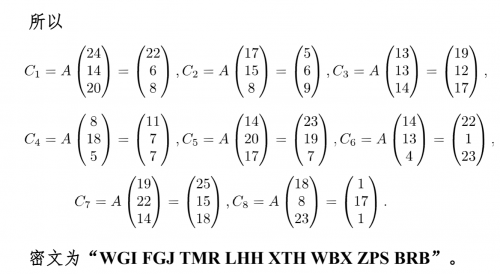 所以
C₁ = A (24 14 20) = (22 6 8), C₂ = A (17 15 8) = (5 6 9), C₃ = A (13 13 14) = (19 12 17),
C₄ = A (8 18 5) = (11 7 7), C₅ = A (14 20 17) = (23 19 7), C₆ = A (14 13 4) = (22 1 23),
C₇ = A (19 22 14) = (25 15 18), C₈ = A (18 8 23) = (1 17 1).
密文为“WGI FGJ TMR LHH XTH WBX ZPS BRB”。